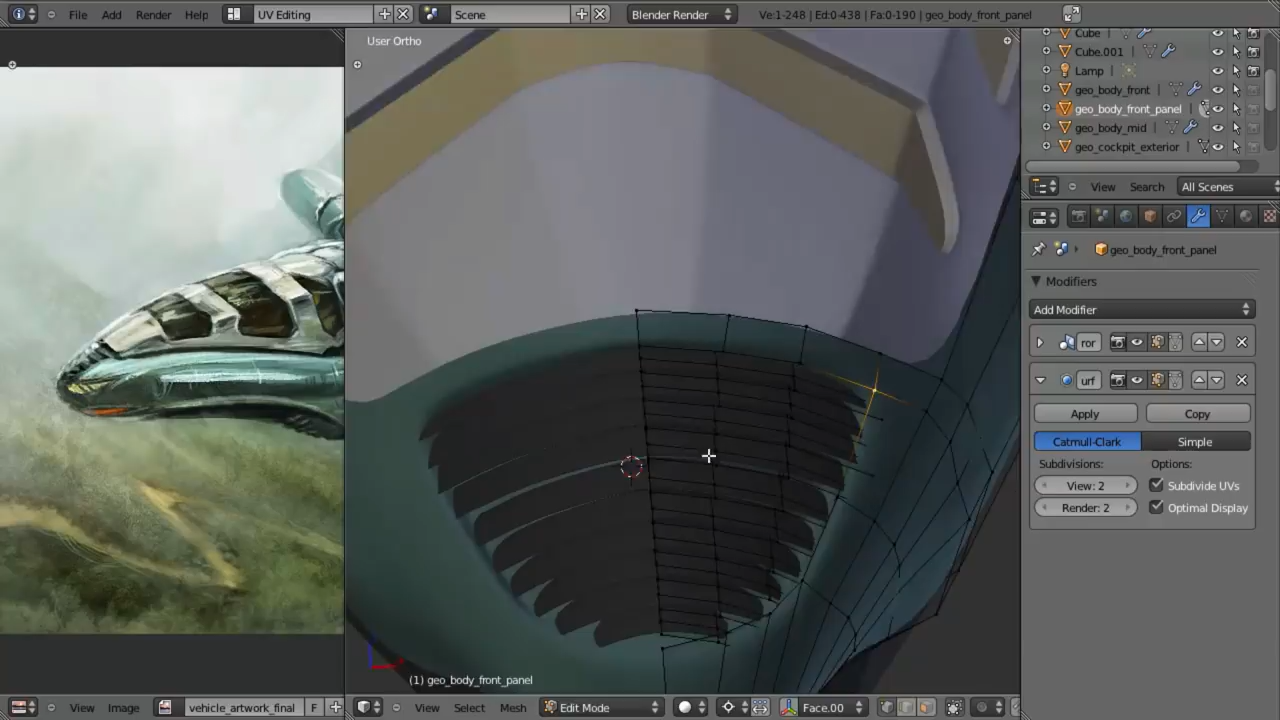 File Add Render Help UV Editing Scene Blender Render Ve:1-248 | Ed:0-438 | Fa:0-190 | geo_body_front_panel
User Ortho
Cube
Cube.001
Lamp
geo_body_front
geo_body_front_panel
geo_body_mid
geo_cockpit_exterior
View Search All Scenes
geo_body_front_panel
Modifiers
Add Modifier
ror
urf
Apply Copy
Catmull-Clark Simple
Subdivisions: Options:
View: 2 Subdivide UVs
Render: 2 Optimal Display
(1) geo_body_front_panel
View Image vehicle_artwork_final F View Select Mesh Edit Mode Face.00